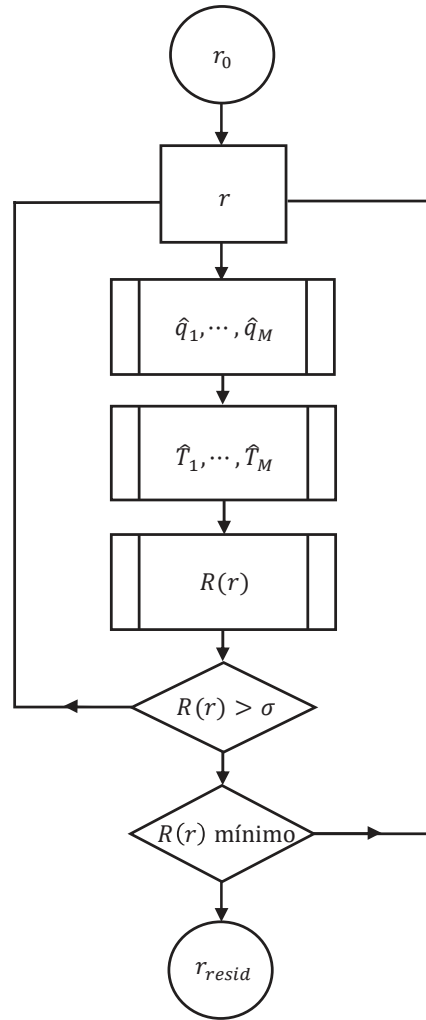 r_0
r
q̂_1, ⋯ , q̂_M
T̂_1, ⋯ , T̂_M
R(r)
R(r) > σ
R(r) mínimo
r_resid